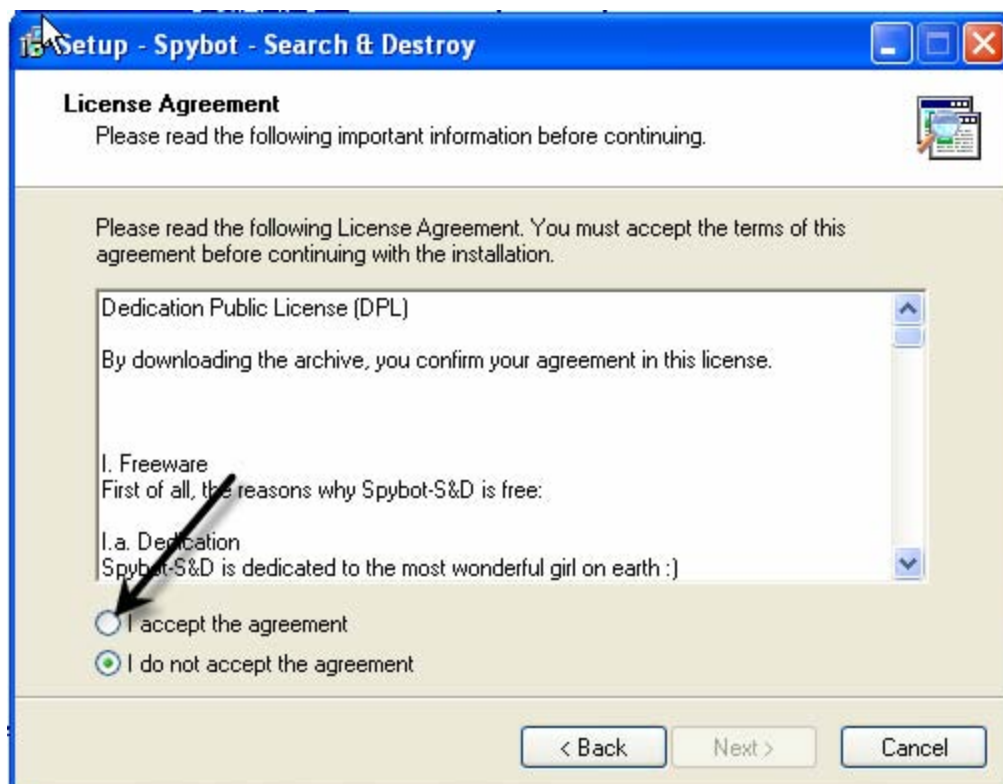 Setup - Spybot - Search & Destroy
License Agreement
Please read the following important information before continuing.
Please read the following License Agreement. You must accept the terms of this
agreement before continuing with the installation.
Dedication Public License (DPL)
By downloading the archive, you confirm your agreement in this license.
I. Freeware
First of all, the reasons why Spybot-S&D is free:
I.a. Dedication
Spybot-S&D is dedicated to the most wonderful girl on earth :)
I accept the agreement
I do not accept the agreement
< Back
Next >
Cancel